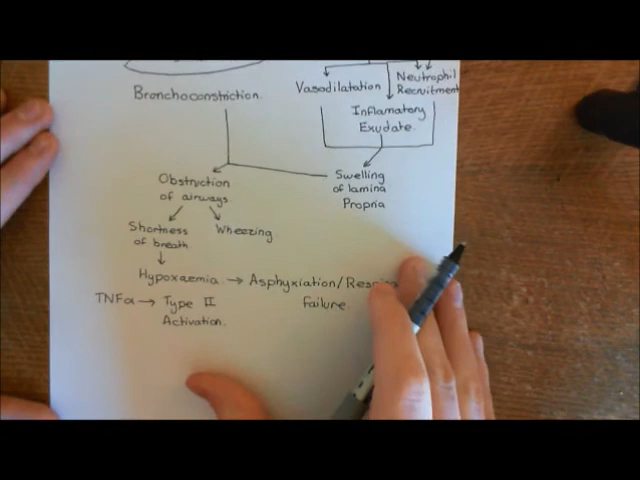 Bronchoconstriction.
Vasodilatation
Neutrophil
Recruitment
Inflamatory
Exudate.
Obstruction
of airways.
Swelling
of lamina
Propria
Shortness
of breath
Wheezing
Hypoxaemia → Asphyxiation/
failure.
TNFα → Type II
Activation.